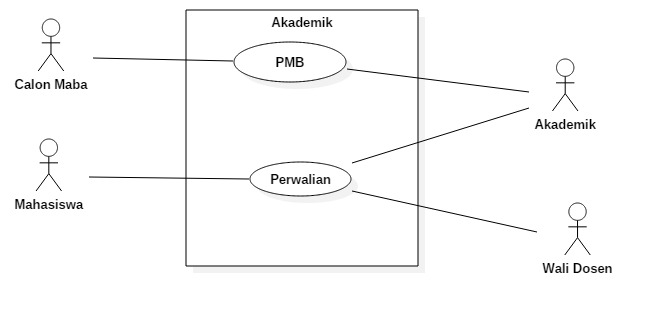 Akademik
Calon Maba
PMB
Akademik
Mahasiswa
Perwalian
Wali Dosen